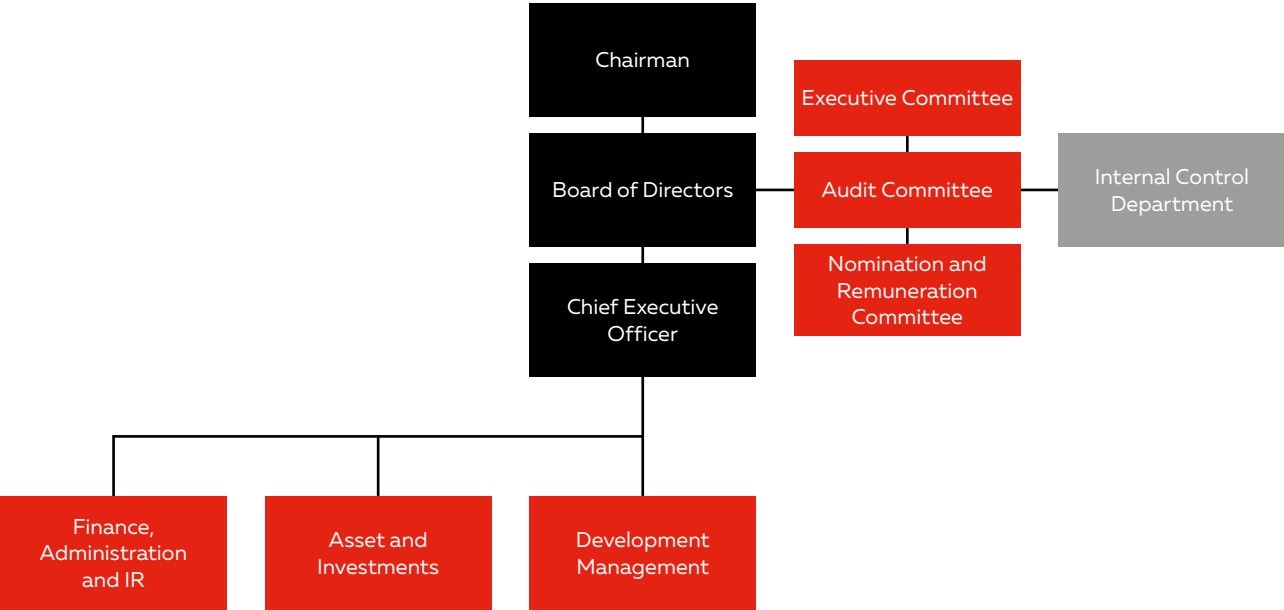 Chairman
Executive Committee
Board of Directors
Audit Committee
Internal Control
Department
Nomination and
Remuneration
Committee
Chief Executive
Officer
Finance,
Administration
and IR
Asset and
Investments
Development
Management